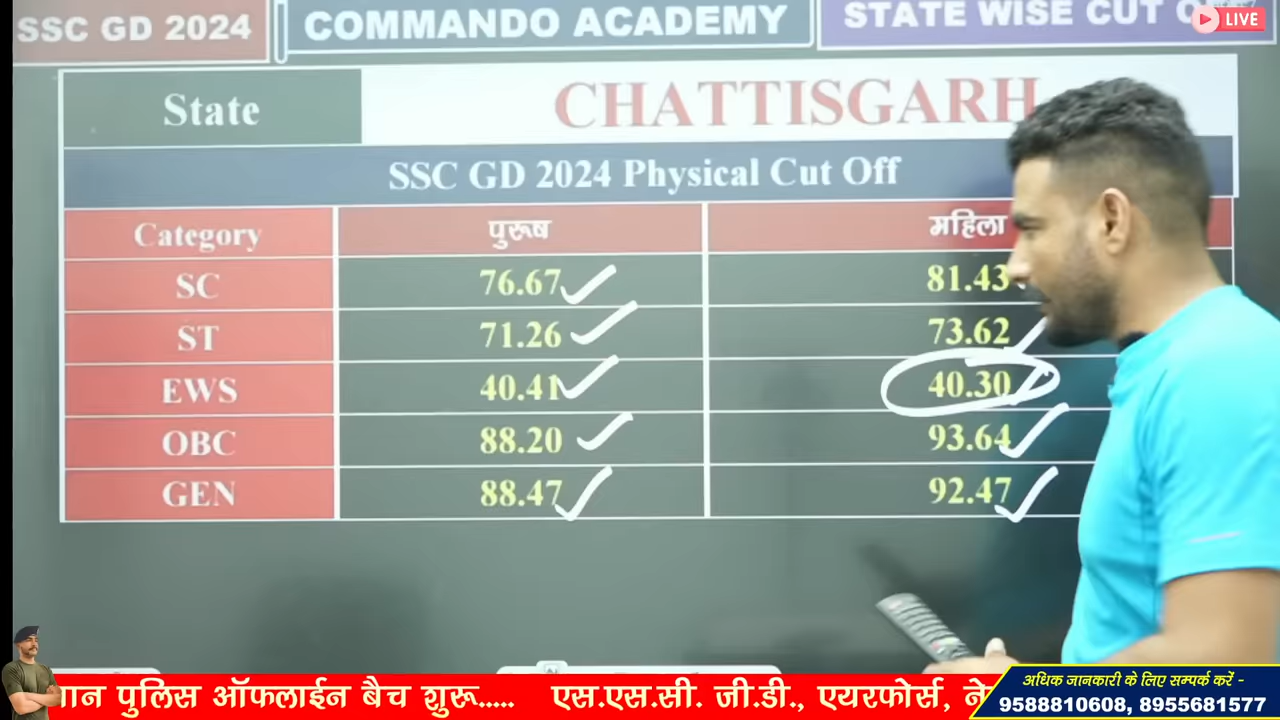 SSC GD 2024 COMMANDO ACADEMY STATE WISE CUT
LIVE
State CHATTISGARH
SSC GD 2024 Physical Cut Off
Category पुरूष महिला
SC 76.67 81.43
ST 71.26 73.62
EWS 40.41 40.30
OBC 88.20 93.64
GEN 88.47 92.47
पुलिस ऑफलाईन बैच शुरू..... एस.एस.सी. जी.डी., एयरफोर्स,
अधिक जानकारी के लिए सम्पर्क करें -
9588810608, 8955681577